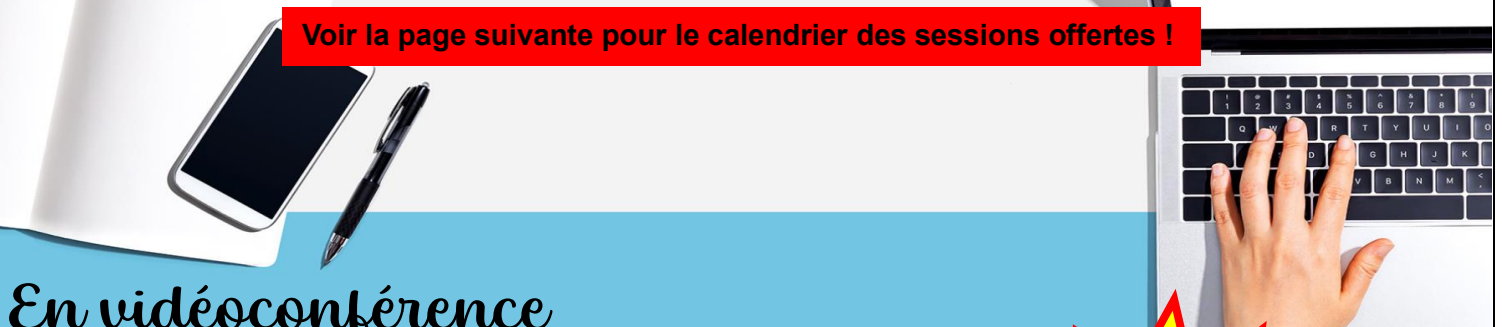 Voir la page suivante pour le calendrier des sessions offertes !
En vidéoconférence